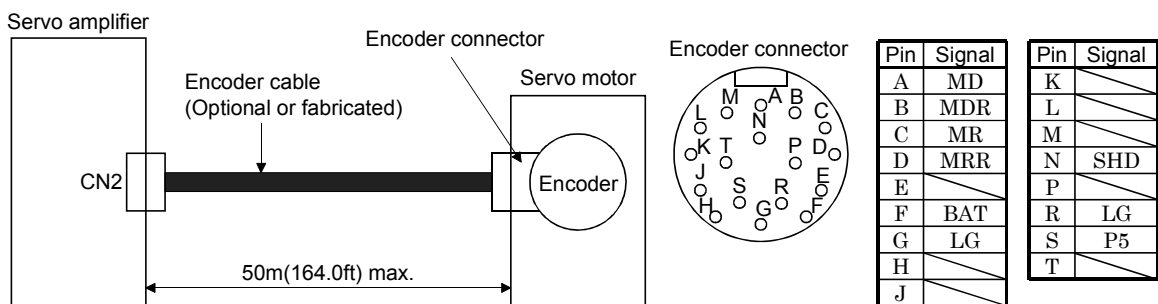 Servo amplifier
Encoder connector
Encoder connector
Encoder cable
(Optional or fabricated)
Servo motor
CN2
Encoder
50m(164.0ft) max.
M A B
L N C
K T P D
J S R E
H G F
Pin Signal
A MD
B MDR
C MR
D MRR
E
F BAT
G LG
H
J
Pin Signal
K
L
M
N SHD
P
R LG
S P5
T